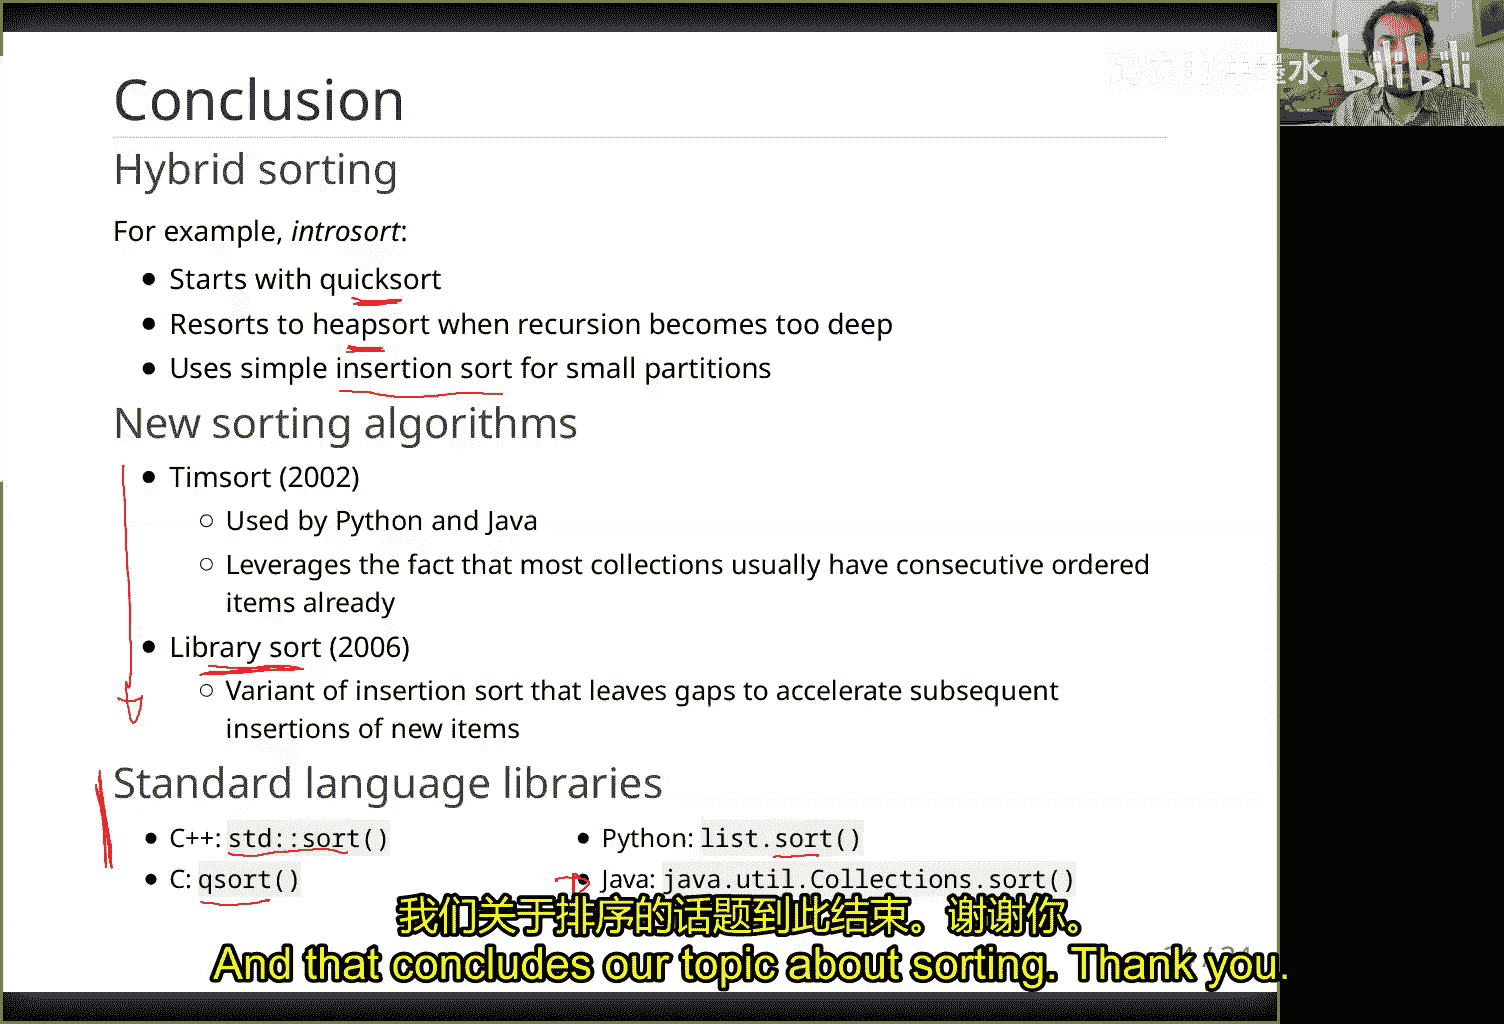 水
bilibili
Conclusion
Hybrid sorting
For example, introsort:
• Starts with quicksort
• Resorts to heapsort when recursion becomes too deep
• Uses simple insertion sort for small partitions
New sorting algorithms
• Timsort (2002)
○ Used by Python and Java
○ Leverages the fact that most collections usually have consecutive ordered
items already
• Library sort (2006)
○ Variant of insertion sort that leaves gaps to accelerate subsequent
insertions of new items
Standard language libraries
• C++: std::sort()
• C: qsort()
• Python: list.sort()
• Java: java.util.Collections.sort()
我们关于排序的话题到此结束。谢谢你。
And that concludes our topic about sorting. Thank you.